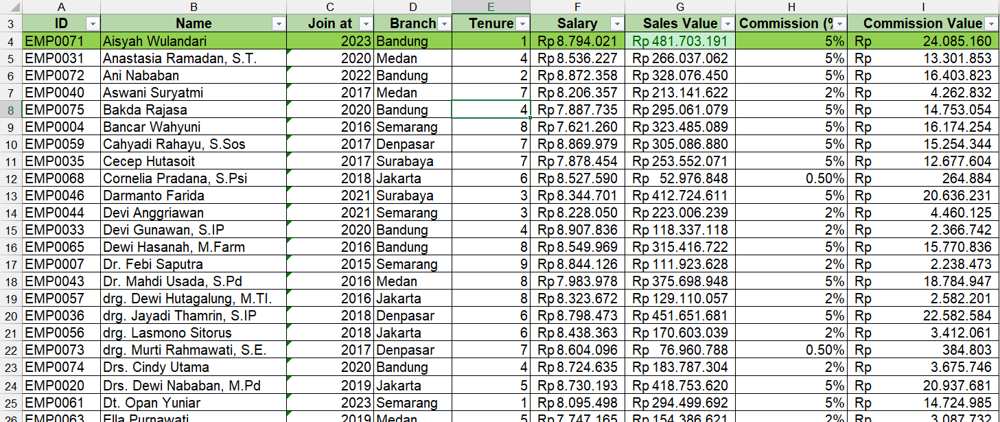 A B C D E F G H I
3 ID Name Join at Branch Tenure Salary Sales Value Commission (% Commission Value
4 EMP0071 Aisyah Wulandari 2023 Bandung 1 Rp 8.794.021 Rp 481.703.191 5% Rp 24.085.160
5 EMP0031 Anastasia Ramadan, S.T. 2020 Medan 4 Rp 8.536.227 Rp 266.037.062 5% Rp 13.301.853
6 EMP0072 Ani Nababan 2022 Bandung 2 Rp 8.872.358 Rp 328.076.450 5% Rp 16.403.823
7 EMP0040 Aswani Suryatmi 2017 Medan 7 Rp 8.206.357 Rp 213.141.622 2% Rp 4.262.832
8 EMP0075 Bakda Rajasa 2020 Bandung 4 Rp 7.887.735 Rp 295.061.079 5% Rp 14.753.054
9 EMP0004 Bancar Wahyuni 2016 Semarang 8 Rp 7.621.260 Rp 323.485.089 5% Rp 16.174.254
10 EMP0059 Cahyadi Rahayu, S.Sos 2017 Denpasar 7 Rp 8.869.979 Rp 305.086.880 5% Rp 15.254.344
11 EMP0035 Cecep Hutasoit 2017 Surabaya 7 Rp 7.878.454 Rp 253.552.071 5% Rp 12.677.604
12 EMP0068 Cornelia Pradana, S.Psi 2018 Jakarta 6 Rp 8.527.590 Rp 52.976.848 0.50% Rp 264.884
13 EMP0046 Darmanto Farida 2021 Surabaya 3 Rp 8.344.701 Rp 412.724.611 5% Rp 20.636.231
14 EMP0044 Devi Anggriawan 2021 Semarang 3 Rp 8.228.050 Rp 223.006.239 2% Rp 4.460.125
15 EMP0033 Devi Gunawan, S.IP 2020 Bandung 4 Rp 8.907.836 Rp 118.337.118 2% Rp 2.366.742
16 EMP0065 Dewi Hasanah, M.Farm 2016 Bandung 8 Rp 8.549.969 Rp 315.416.722 5% Rp 15.770.836
17 EMP0007 Dr. Febi Saputra 2015 Semarang 9 Rp 8.844.126 Rp 111.923.628 2% Rp 2.238.473
18 EMP0043 Dr. Mahdi Usada, S.Pd 2016 Medan 8 Rp 7.983.978 Rp 375.698.948 5% Rp 18.784.947
19 EMP0057 drg. Dewi Hutagalung, M.TI. 2016 Jakarta 8 Rp 8.323.672 Rp 129.110.057 2% Rp 2.582.201
20 EMP0036 drg. Jayadi Thamrin, S.IP 2018 Denpasar 6 Rp 8.798.473 Rp 451.651.681 5% Rp 22.582.584
21 EMP0056 drg. Lasmono Sitorus 2018 Jakarta 6 Rp 8.438.363 Rp 170.603.039 2% Rp 3.412.061
22 EMP0073 drg. Murti Rahmawati, S.E. 2017 Denpasar 7 Rp 8.604.096 Rp 76.960.788 0.50% Rp 384.803
23 EMP0074 Drs. Cindy Utama 2020 Bandung 4 Rp 8.724.635 Rp 183.787.304 2% Rp 3.675.746
24 EMP0020 Drs. Dewi Nababan, M.Pd 2019 Jakarta 5 Rp 8.730.193 Rp 418.753.620 5% Rp 20.937.681
25 EMP0061 Dt. Opan Yuniar 2023 Semarang 1 Rp 8.095.498 Rp 294.499.692 5% Rp 14.724.985
26 EMP0063 Ella Purnawati 2019 Medan 5 Rp 7.747.165 Rp 154.386.621 2% Rp 3.087.732